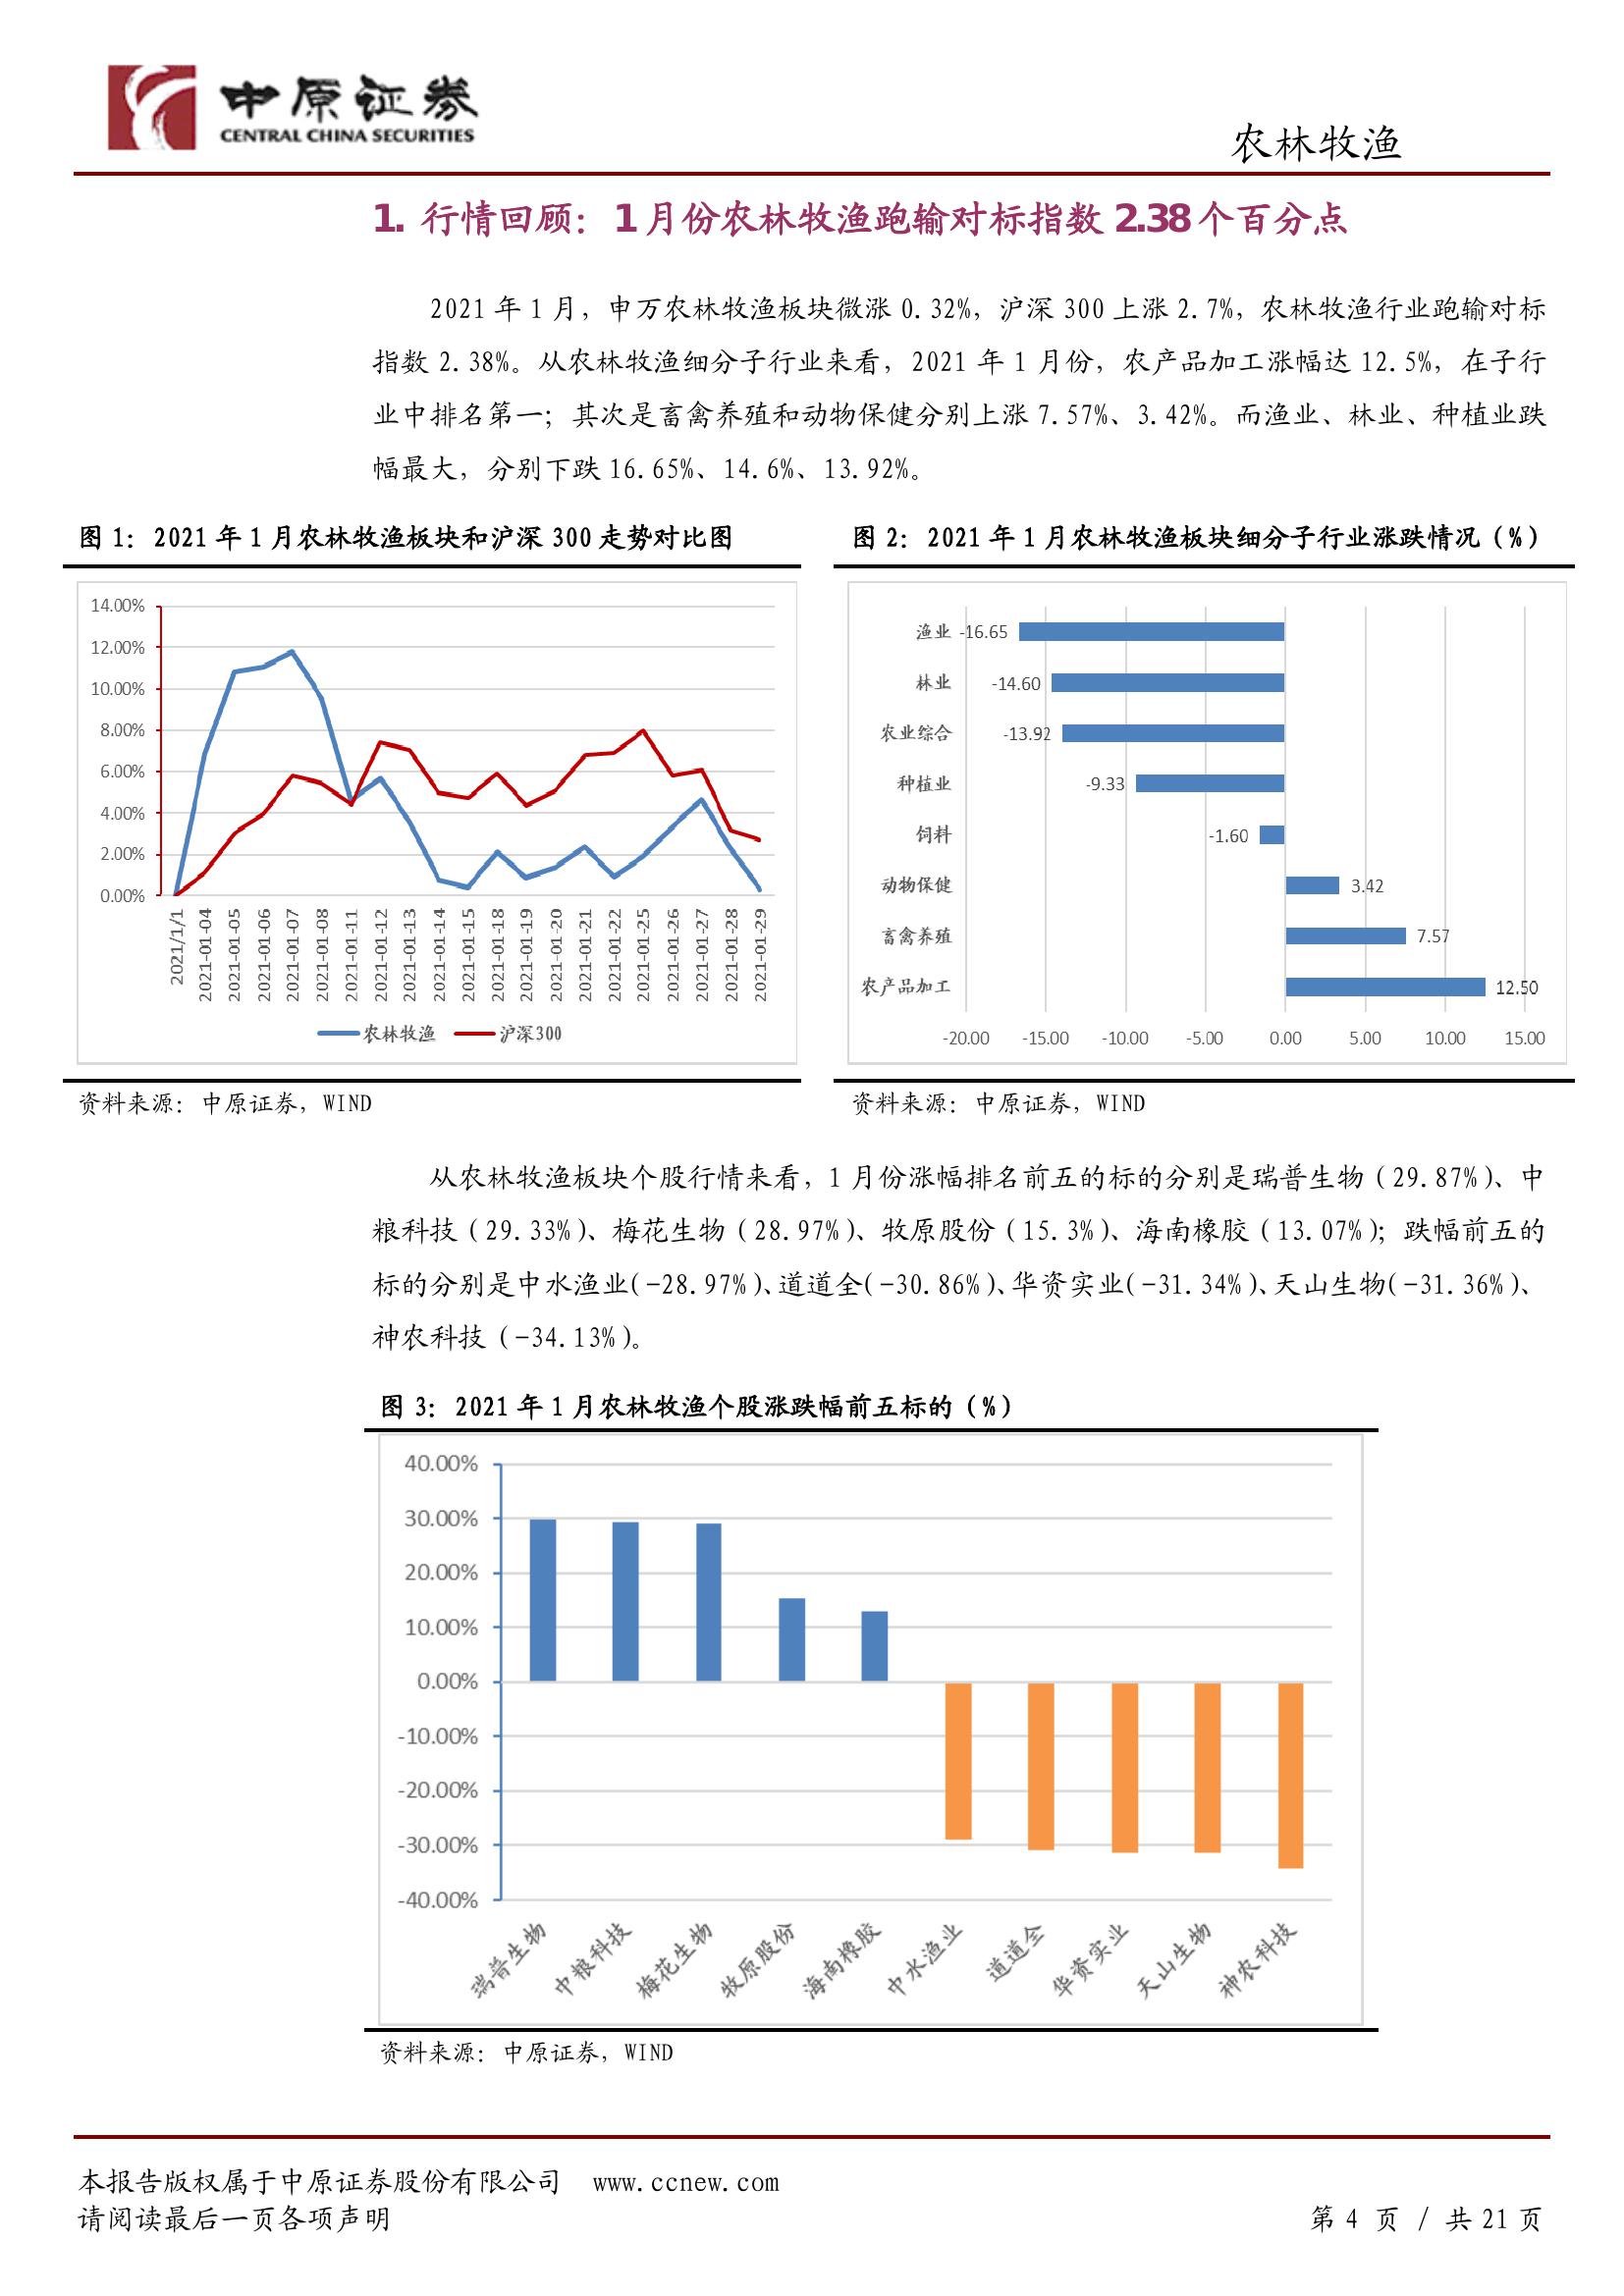 中原证券
CENTRAL CHINA SECURITIES
农林牧渔
1. 行情回顾：1月份农林牧渔跑输对标指数 2.38个百分点
2021 年 1 月，申万农林牧渔板块微涨 0.32%，沪深 300 上涨 2.7%，农林牧渔行业跑输对标
指数 2.38%。从农林牧渔细分子行业来看，2021 年 1 月份，农产品加工涨幅达 12.5%，在子行
业中排名第一；其次是畜禽养殖和动物保健分别上涨 7.57%、3.42%。而渔业、林业、种植业跌
幅最大，分别下跌 16.65%、14.6%、13.92%。
图 1：2021 年 1 月农林牧渔板块和沪深 300 走势对比图
14.00%
12.00%
10.00%
8.00%
6.00%
4.00%
2.00%
0.00%
2021/1/1
2021-01-04
2021-01-05
2021-01-06
2021-01-07
2021-01-08
2021-01-11
2021-01-12
2021-01-13
2021-01-14
2021-01-15
2021-01-18
2021-01-19
2021-01-20
2021-01-21
2021-01-22
2021-01-25
2021-01-26
2021-01-27
2021-01-28
2021-01-29
农林牧渔 沪深300
资料来源：中原证券，WIND
图 2：2021 年 1 月农林牧渔板块细分子行业涨跌情况（%）
渔业 -16.65
林业 -14.60
农业综合 -13.92
种植业 -9.33
饲料 -1.60
动物保健 3.42
畜禽养殖 7.57
农产品加工 12.50
-20.00 -15.00 -10.00 -5.00 0.00 5.00 10.00 15.00
资料来源：中原证券，WIND
从农林牧渔板块个股行情来看，1 月份涨幅排名前五的标的分别是瑞普生物（29.87%）、中
粮科技（29.33%）、梅花生物（28.97%）、牧原股份（15.3%）、海南橡胶（13.07%）；跌幅前五的
标的分别是中水渔业(-28.97%)、道道全(-30.86%)、华资实业(-31.34%)、天山生物(-31.36%)、
神农科技（-34.13%）。
图 3：2021 年 1 月农林牧渔个股涨跌幅前五标的（%）
40.00%
30.00%
20.00%
10.00%
0.00%
-10.00%
-20.00%
-30.00%
-40.00%
瑞普生物
中粮科技
梅花生物
牧原股份
海南橡胶
中水渔业
道道全
华资实业
天山生物
神农科技
资料来源：中原证券，WIND
本报告版权属于中原证券股份有限公司 www.ccnew.com
请阅读最后一页各项声明
第 4 页 / 共 21 页